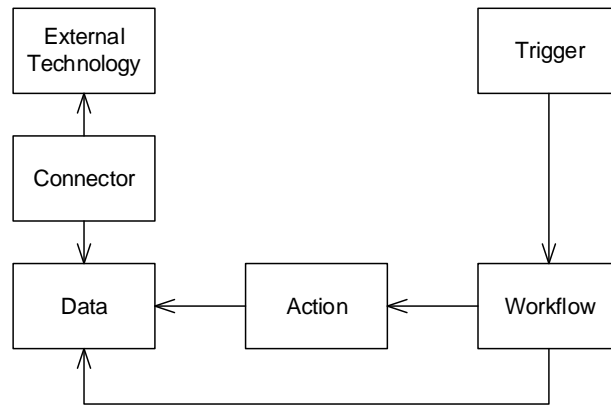 External
Technology
Trigger
Connector
Data
Action
Workflow